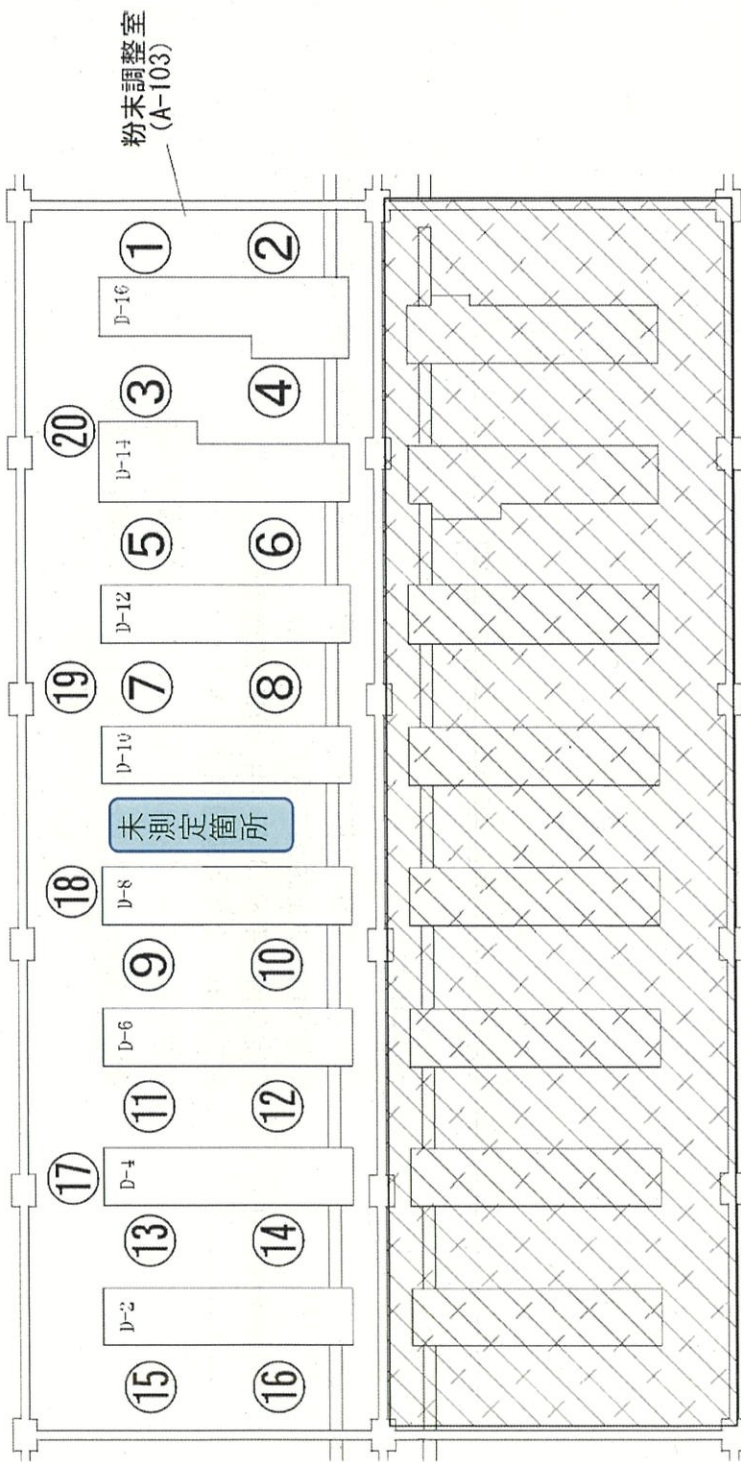 粉末調整室
(A-103)
⑳
⑲
⑱
⑰
D-16
D-14
D-12
D-10
D-8
D-6
D-4
D-2
①
③
⑤
⑦
未測定箇所
⑨
⑪
⑬
⑮
②
④
⑥
⑧
⑩
⑫
⑭
⑯